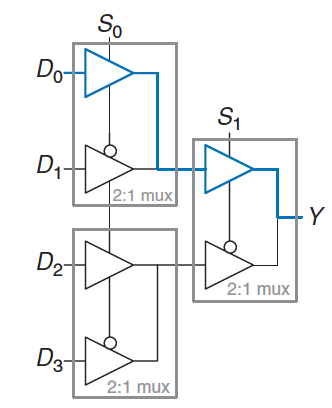 S₀
D₀
D₁
2:1 mux
S₁
Y
2:1 mux
D₂
D₃
2:1 mux